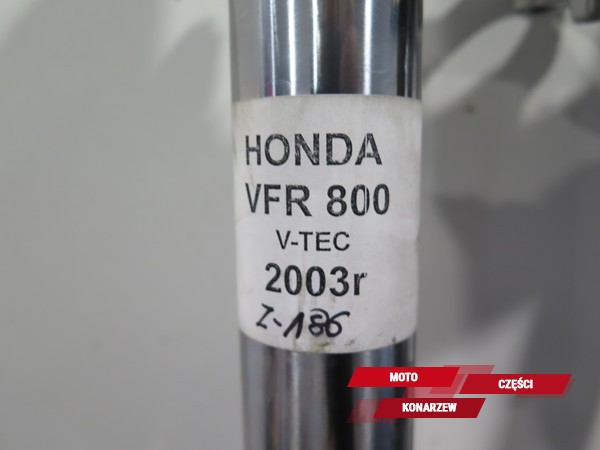 HONDA
VFR 800
V-TEC
2003r
Z-186
MOTO
CZĘŚCI
KONARZEW